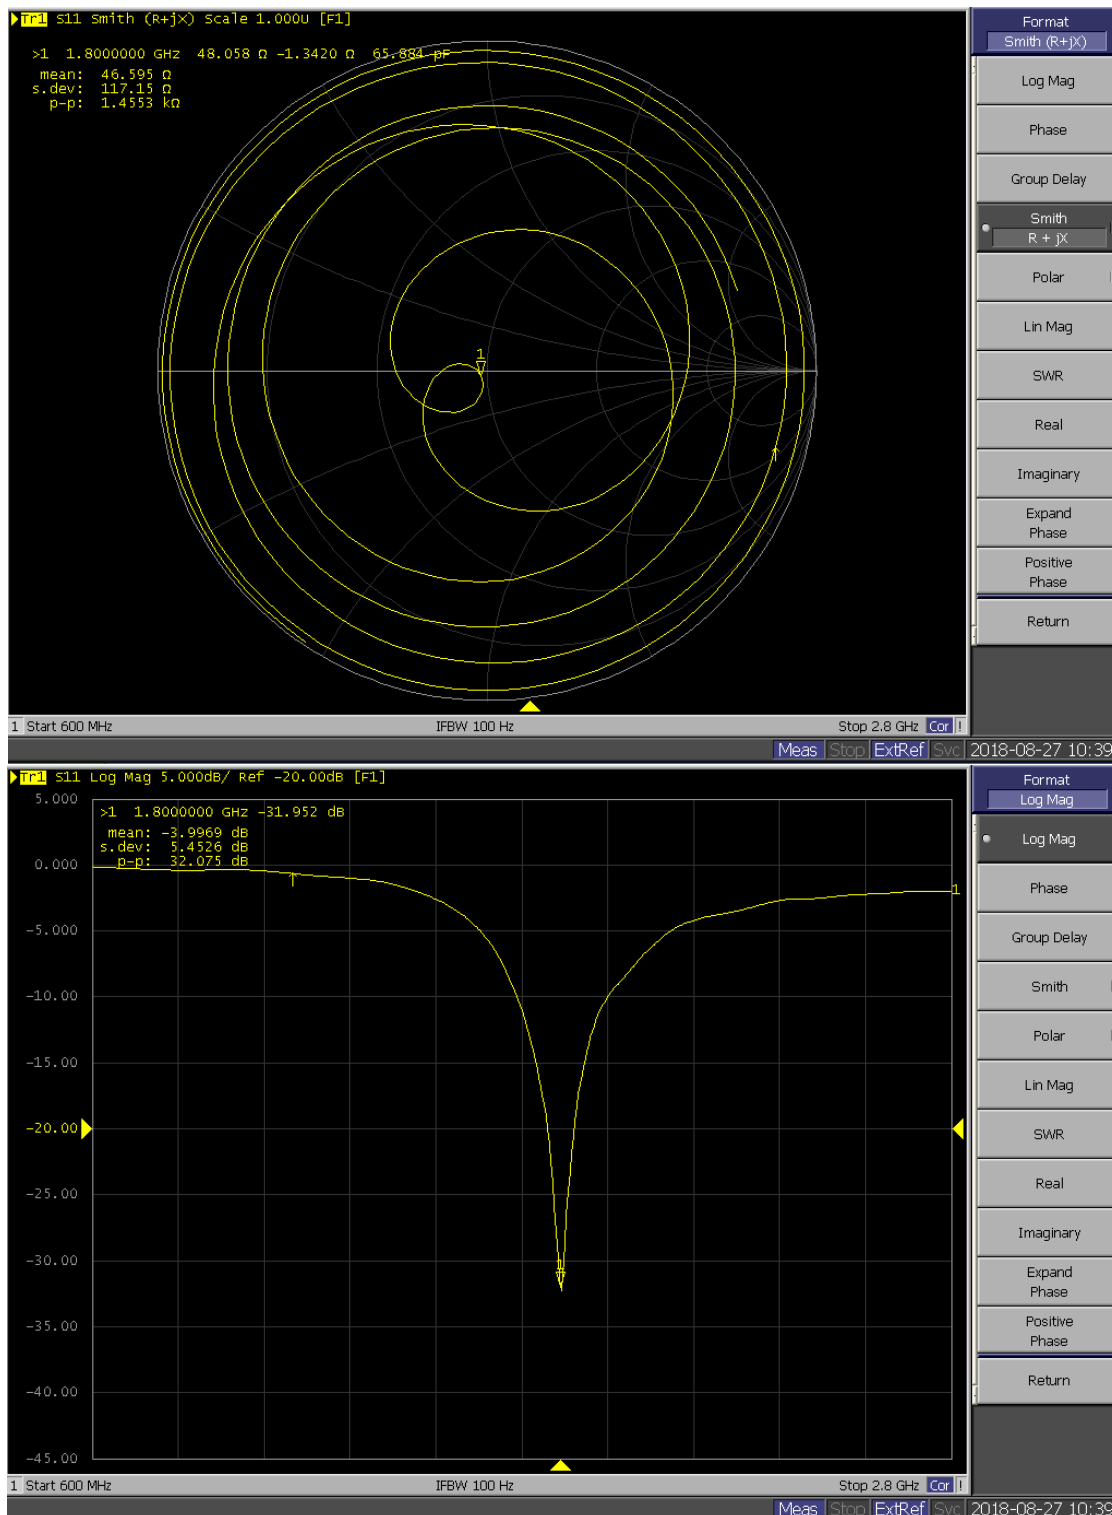 Tr1 S11 Smith (R+jX) Scale 1.000U [F1]
>1 1.8000000 GHz 48.058 Ω -1.3420 Ω 65.884 pF
mean: 46.595 Ω
s.dev: 117.15 Ω
p-p: 1.4553 kΩ
1
1 Start 600 MHz IFBW 100 Hz Stop 2.8 GHz Cor !
Meas Stop ExtRef Svc 2018-08-27 10:39
Format
Smith (R+jX)
Log Mag
Phase
Group Delay
Smith
R + jX
Polar
Lin Mag
SWR
Real
Imaginary
Expand
Phase
Positive
Phase
Return
Tr1 S11 Log Mag 5.000dB/ Ref -20.00dB [F1]
>1 1.8000000 GHz -31.952 dB
mean: -3.9969 dB
s.dev: 5.4526 dB
p-p: 32.075 dB
5.000
0.000
-5.000
-10.00
-15.00
-20.00
-25.00
-30.00
-35.00
-40.00
-45.00
1
1
1 Start 600 MHz IFBW 100 Hz Stop 2.8 GHz Cor !
Meas Stop ExtRef Svc 2018-08-27 10:39
Format
Log Mag
Log Mag
Phase
Group Delay
Smith
Polar
Lin Mag
SWR
Real
Imaginary
Expand
Phase
Positive
Phase
Return